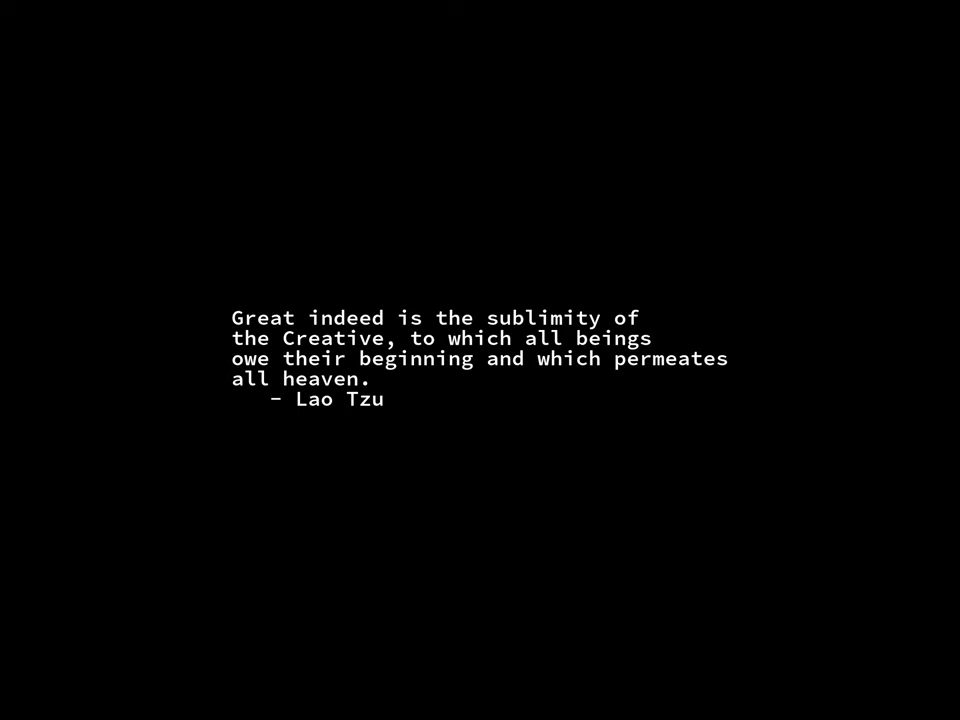 Great indeed is the sublimity of
the Creative, to which all beings
owe their beginning and which permeates
all heaven.
- Lao Tzu